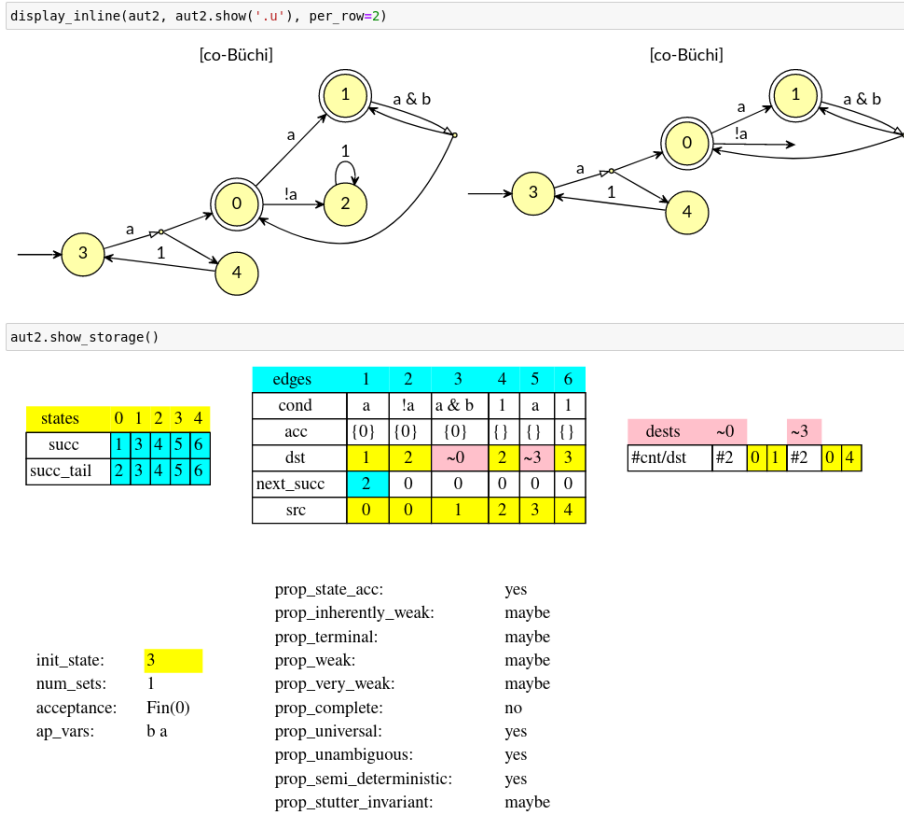 display_inline(aut2, aut2.show('.u'), per_row=2)
[co-Büchi] [co-Büchi]
1 a & b 1 a & b
a a
1 0 !a
0 !a 2
a 3 a 1 4
3 1 4
aut2.show_storage()
edges 1 2 3 4 5 6
states 0 1 2 3 4 cond a !a a & b 1 a 1 dests ~0 ~3
succ 1 3 4 5 6 acc {0} {0} {0} {} {} {} #cnt/dst #2 0 1 #2 0 4
succ_tail 2 3 4 5 6 dst 1 2 ~0 2 ~3 3
next_succ 2 0 0 0 0 0
src 0 0 1 2 3 4
prop_state_acc: yes
prop_inherently_weak: maybe
prop_terminal: maybe
init_state: 3 prop_weak: maybe
num_sets: 1 prop_very_weak: maybe
acceptance: Fin(0) prop_complete: no
ap_vars: b a prop_universal: yes
prop_unambiguous: yes
prop_semi_deterministic: yes
prop_stutter_invariant: maybe